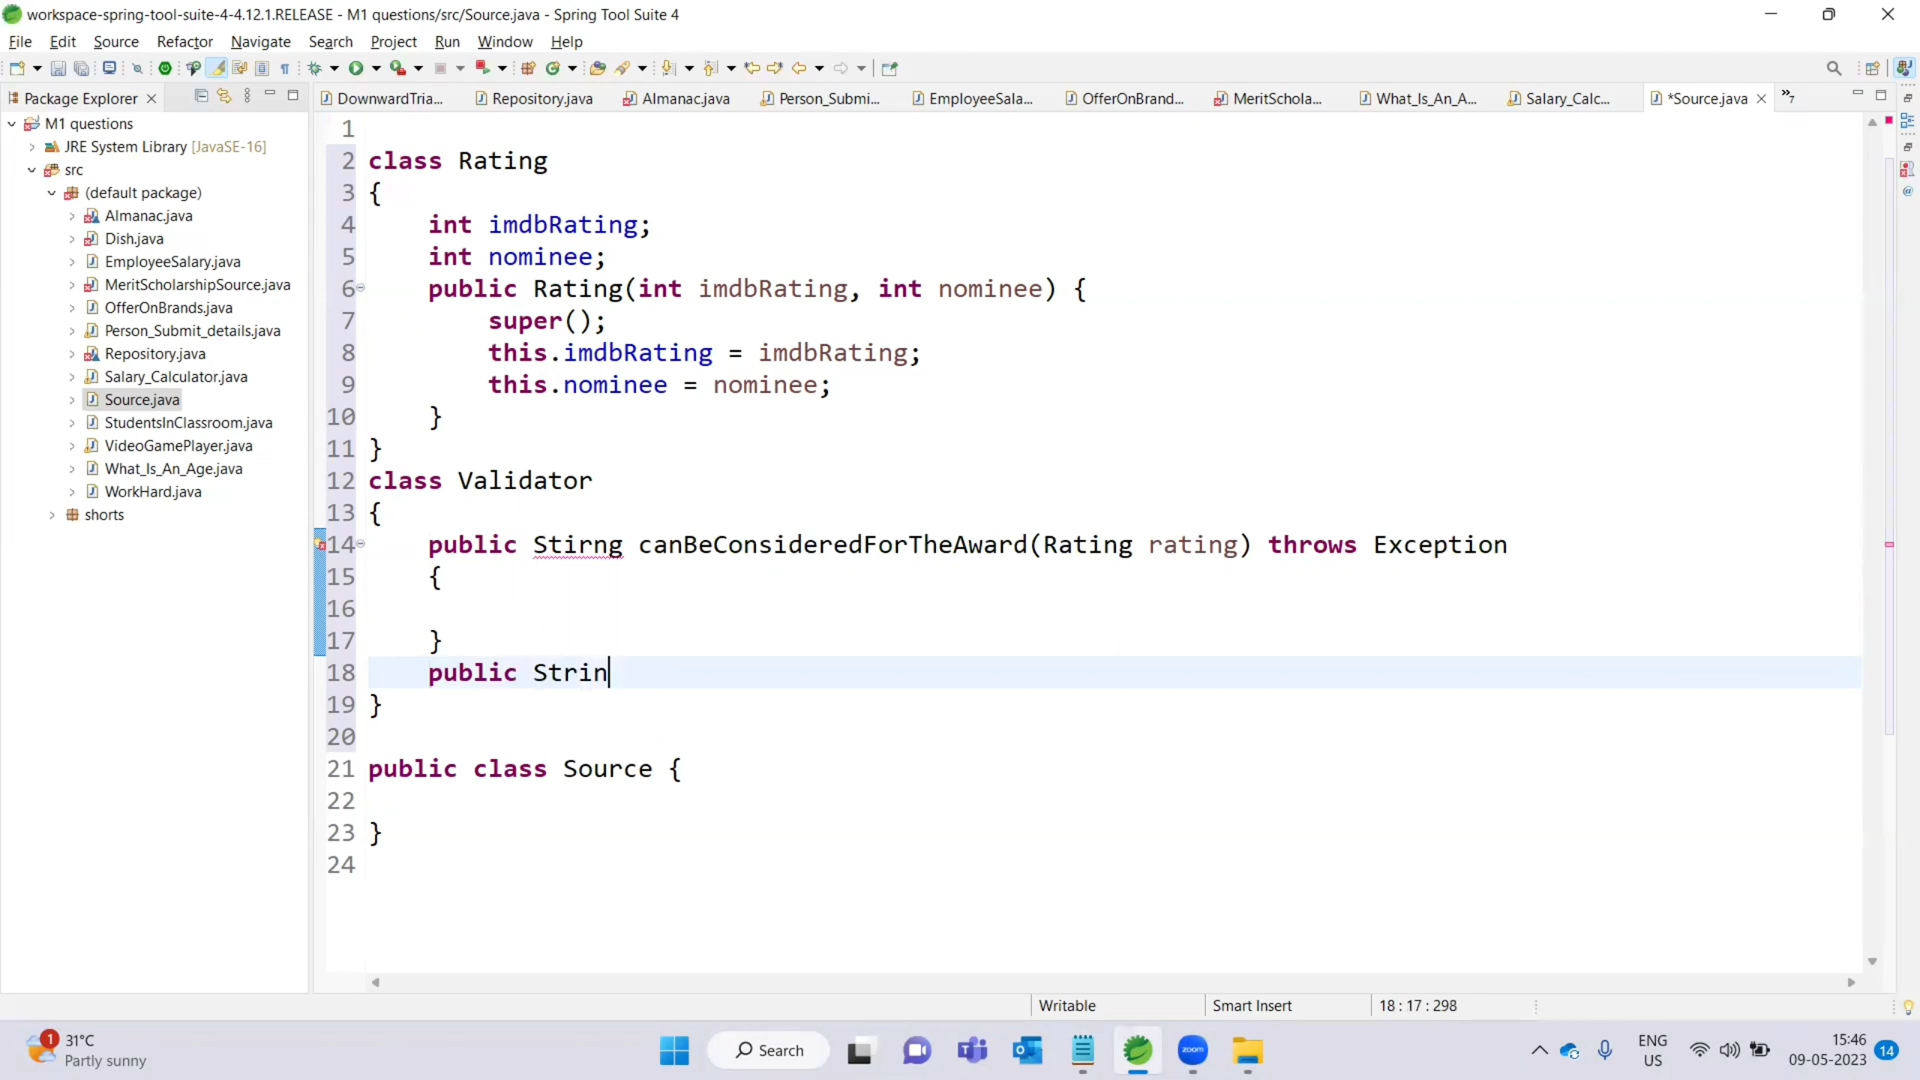 workspace-spring-tool-suite-4-4.12.1.RELEASE - M1 questions/src/Source.java - Spring Tool Suite 4
File Edit Source Refactor Navigate Search Project Run Window Help
Package Explorer
DownwardTria... Repository.java Almanac.java Person_Submi... EmployeeSala... OfferOnBrand... MeritSchola... What_Is_An_A... Salary_Calc... *Source.java »7
M1 questions
JRE System Library [JavaSE-16]
src
(default package)
Almanac.java
Dish.java
EmployeeSalary.java
MeritScholarshipSource.java
OfferOnBrands.java
Person_Submit_details.java
Repository.java
Salary_Calculator.java
Source.java
StudentsInClassroom.java
VideoGamePlayer.java
What_Is_An_Age.java
WorkHard.java
shorts
1
2 class Rating
3 {
4 int imdbRating;
5 int nominee;
6 public Rating(int imdbRating, int nominee) {
7 super();
8 this.imdbRating = imdbRating;
9 this.nominee = nominee;
10 }
11 }
12 class Validator
13 {
14 public Stirng canBeConsideredForTheAward(Rating rating) throws Exception
15 {
16
17 }
18 public Strin
19 }
20
21 public class Source {
22
23 }
24
Writable Smart Insert 18 : 17 : 298
1 31°C
Partly sunny
Search
zoom
ENG
US
15:46
09-05-2023
14